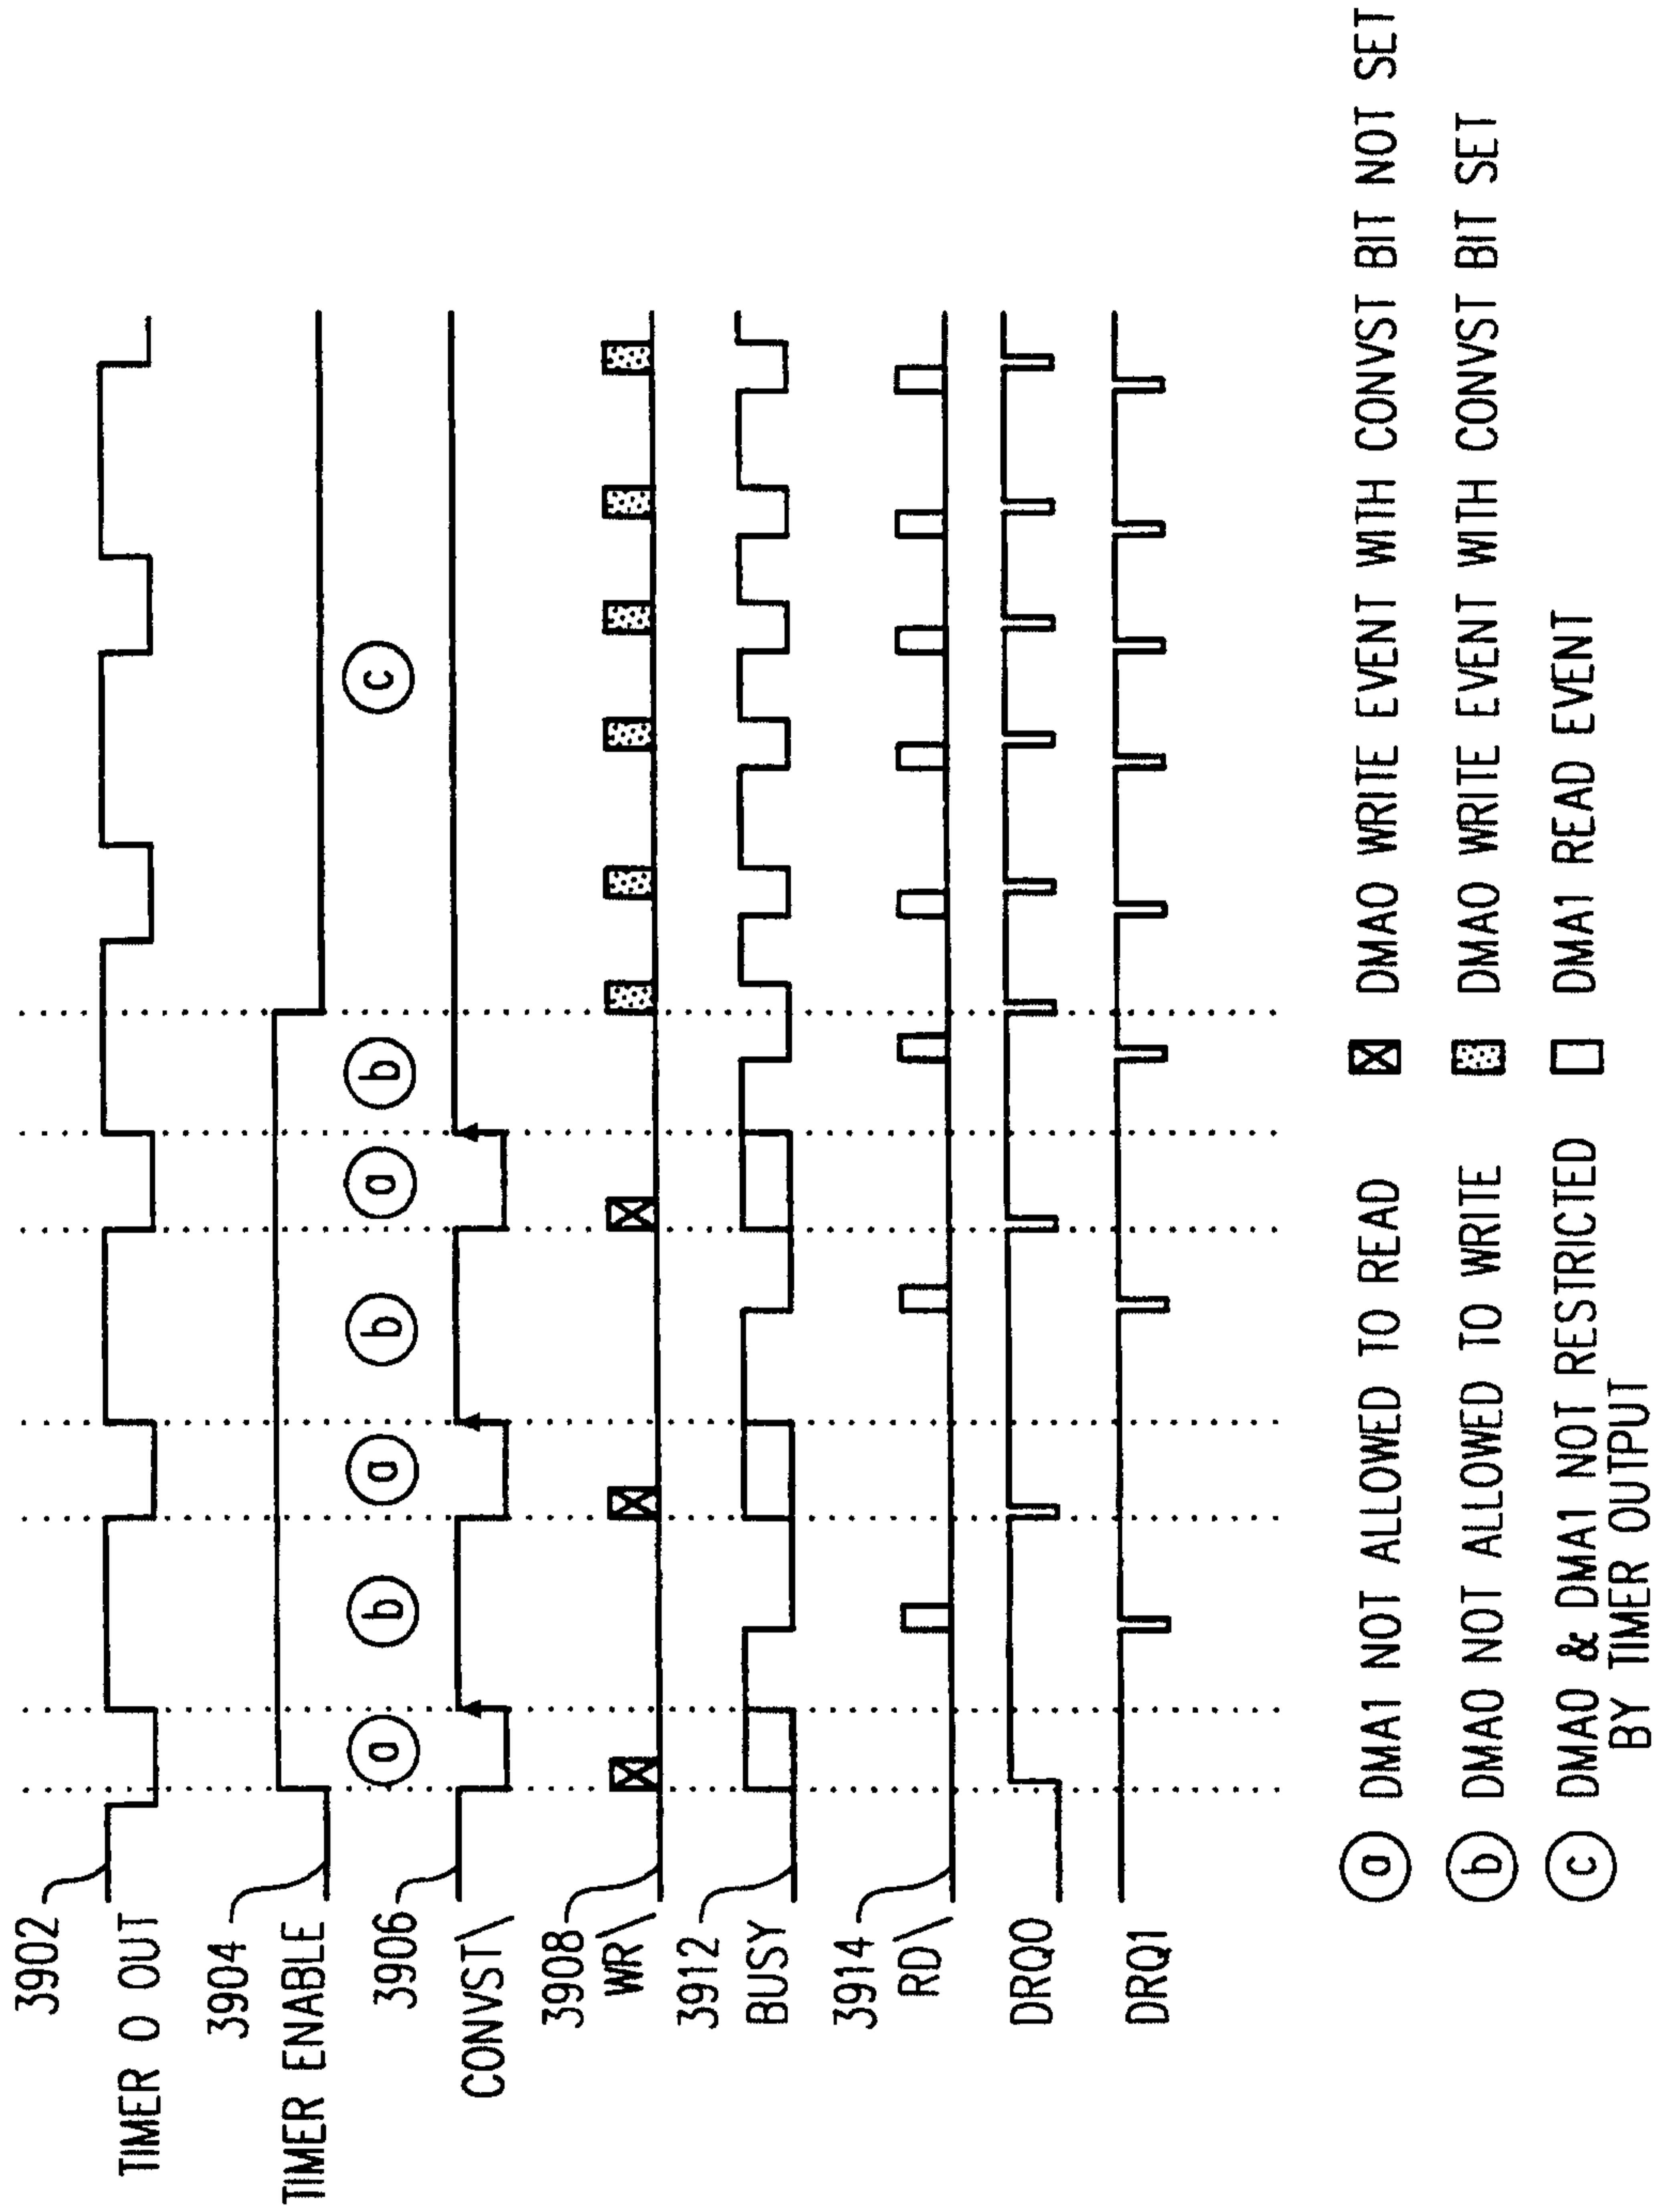 3902
TIMER 0 OUT
3904
TIMER ENABLE
a
b
a
b
a
b
c
3906
CONVST\
3908
WR\
3912
BUSY
3914
RD\
DRQ0
DRQ1
a DMA1 NOT ALLOWED TO READ
DMA0 WRITE EVENT WITH CONVST BIT NOT SET
b DMA0 NOT ALLOWED TO WRITE
DMA0 WRITE EVENT WITH CONVST BIT SET
c DMA0 & DMA1 NOT RESTRICTED
BY TIMER OUTPUT
DMA1 READ EVENT